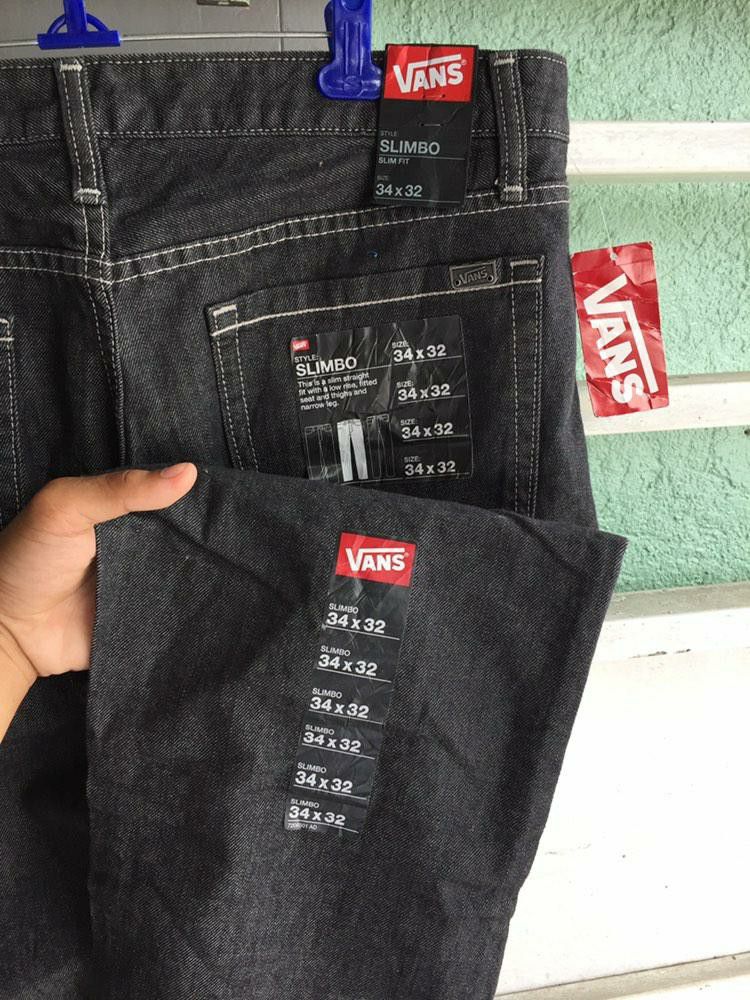 VANS
STYLE:
SLIMBO
SLIM FIT
SIZE:
34 x 32
VANS
VANS
STYLE:
SLIMBO
This is a slim straight
fit with a low rise, fitted
seat and thighs and
narrow leg.
SIZE:
34 x 32
SIZE:
34 x 32
SIZE:
34 x 32
SIZE:
34 x 32
VANS
SLIMBO
34 x 32
SLIMBO
34 x 32
SLIMBO
34 x 32
SLIMBO
34 x 32
SLIMBO
34 x 32
SLIMBO
34 x 32